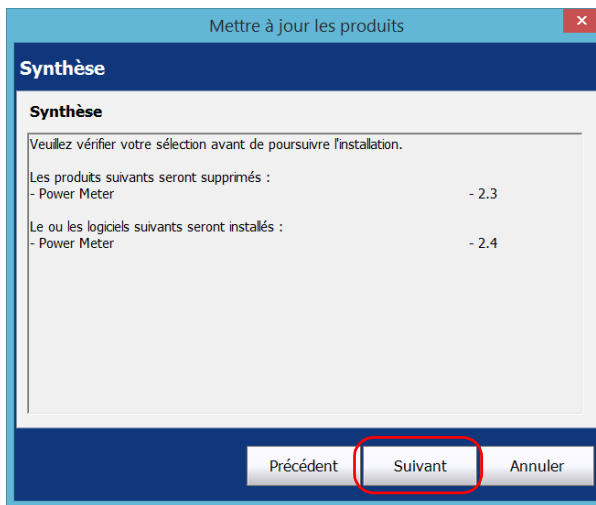 Mettre à jour les produits
Synthèse
Synthèse
Veuillez vérifier votre sélection avant de poursuivre l'installation.
Les produits suivants seront supprimés :
- Power Meter - 2.3
Le ou les logiciels suivants seront installés :
- Power Meter - 2.4
Précédent Suivant Annuler